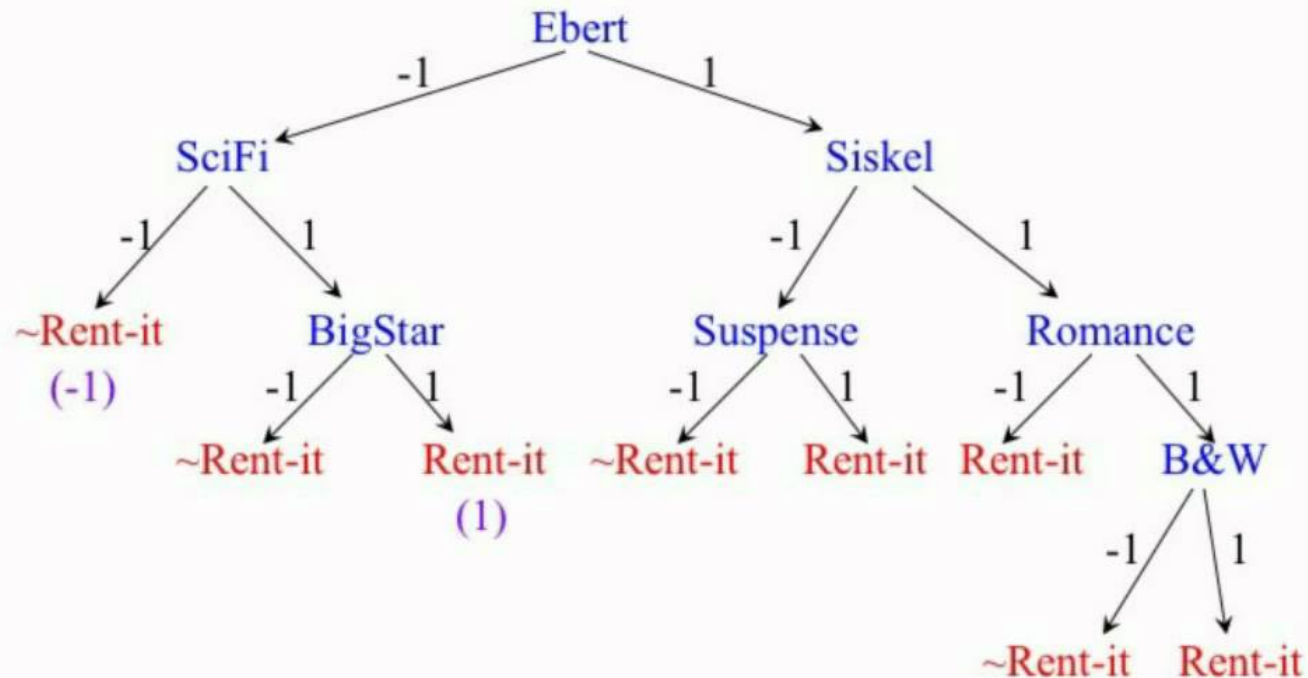 Ebert
-1 1
SciFi Siskel
-1 1 -1 1
~Rent-it BigStar Suspense Romance
(-1) -1 1 -1 1 -1 1
~Rent-it Rent-it ~Rent-it Rent-it Rent-it B&W
(1)
-1 1
~Rent-it Rent-it